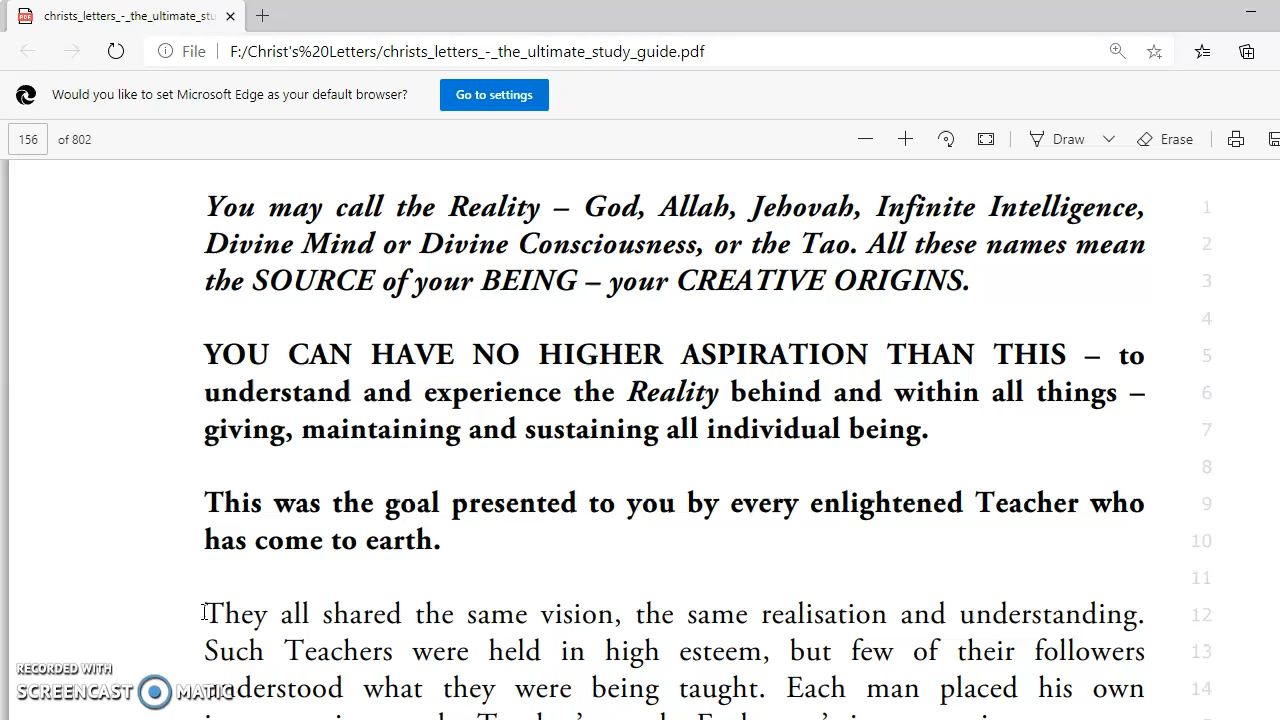 christs_letters_-_the_ultimate_stu
File F:/Christ's%20Letters/christs_letters_-_the_ultimate_study_guide.pdf
Would you like to set Microsoft Edge as your default browser? Go to settings
156 of 802 Draw Erase
You may call the Reality – God, Allah, Jehovah, Infinite Intelligence, 1
Divine Mind or Divine Consciousness, or the Tao. All these names mean 2
the SOURCE of your BEING – your CREATIVE ORIGINS. 3
4
YOU CAN HAVE NO HIGHER ASPIRATION THAN THIS – to 5
understand and experience the Reality behind and within all things – 6
giving, maintaining and sustaining all individual being. 7
8
This was the goal presented to you by every enlightened Teacher who 9
has come to earth. 10
11
They all shared the same vision, the same realisation and understanding. 12
Such Teachers were held in high esteem, but few of their followers 13
understood what they were being taught. Each man placed his own 14
RECORDED WITH
SCREENCAST MATIC